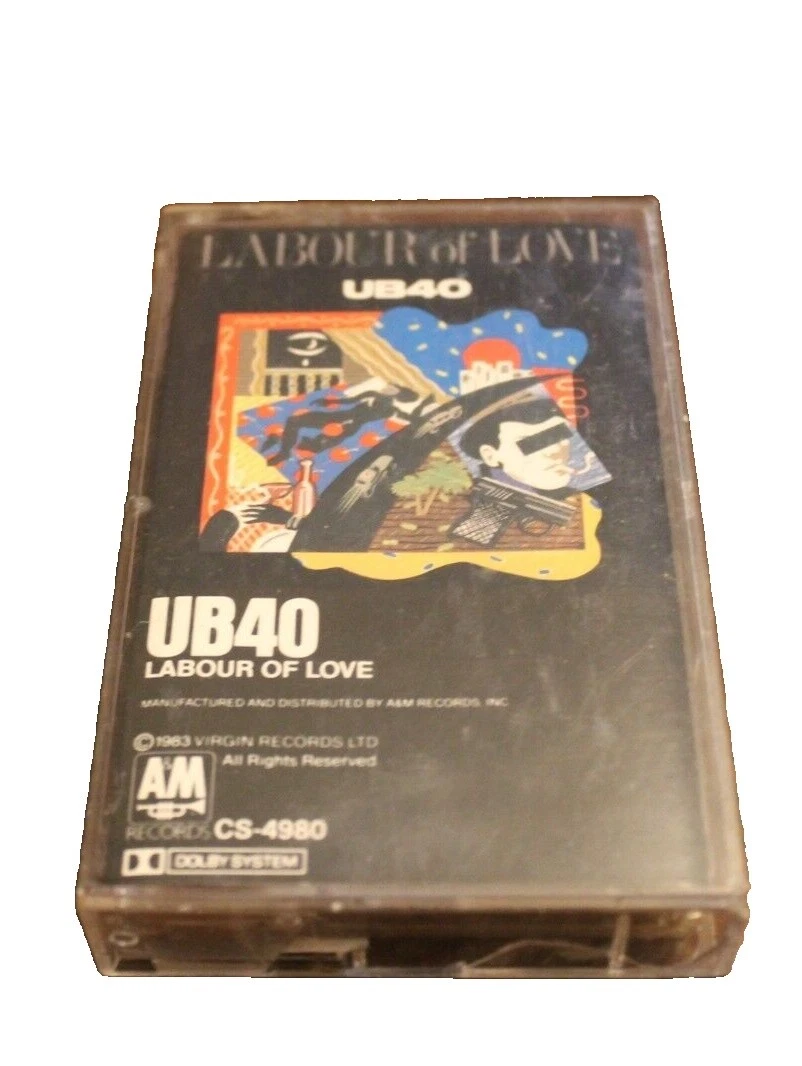 LABOUR of LOVE
UB40
UB40
LABOUR OF LOVE
MANUFACTURED AND DISTRIBUTED BY A&M RECORDS, INC
©1983 VIRGIN RECORDS LTD
All Rights Reserved
A&M
RECORDS CS-4980
DOLBY SYSTEM